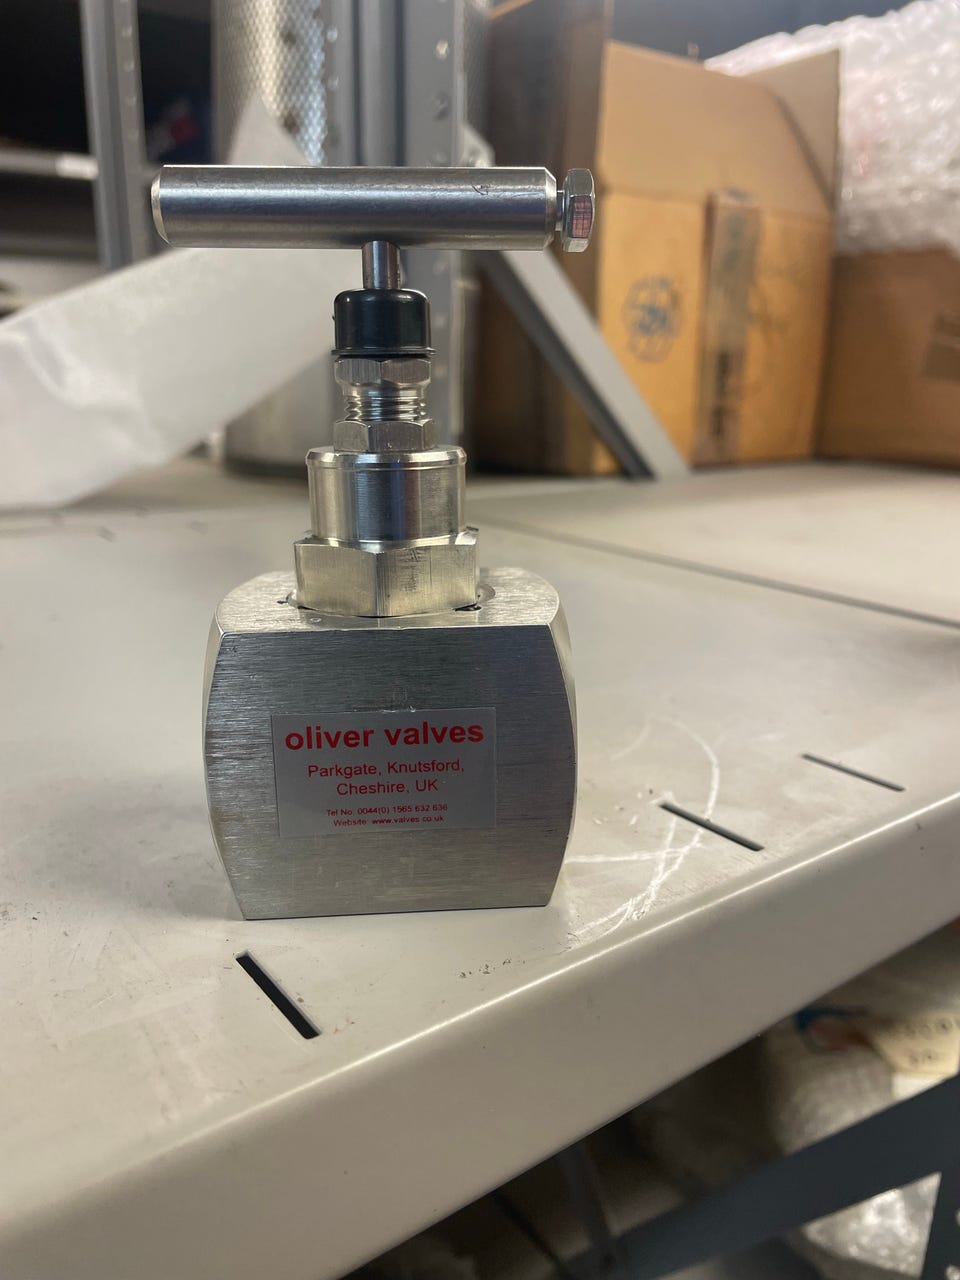 oliver valves
Parkgate, Knutsford,
Cheshire, UK
Tel No. 0044(0) 1565 632 636
Website www.valves.co.uk